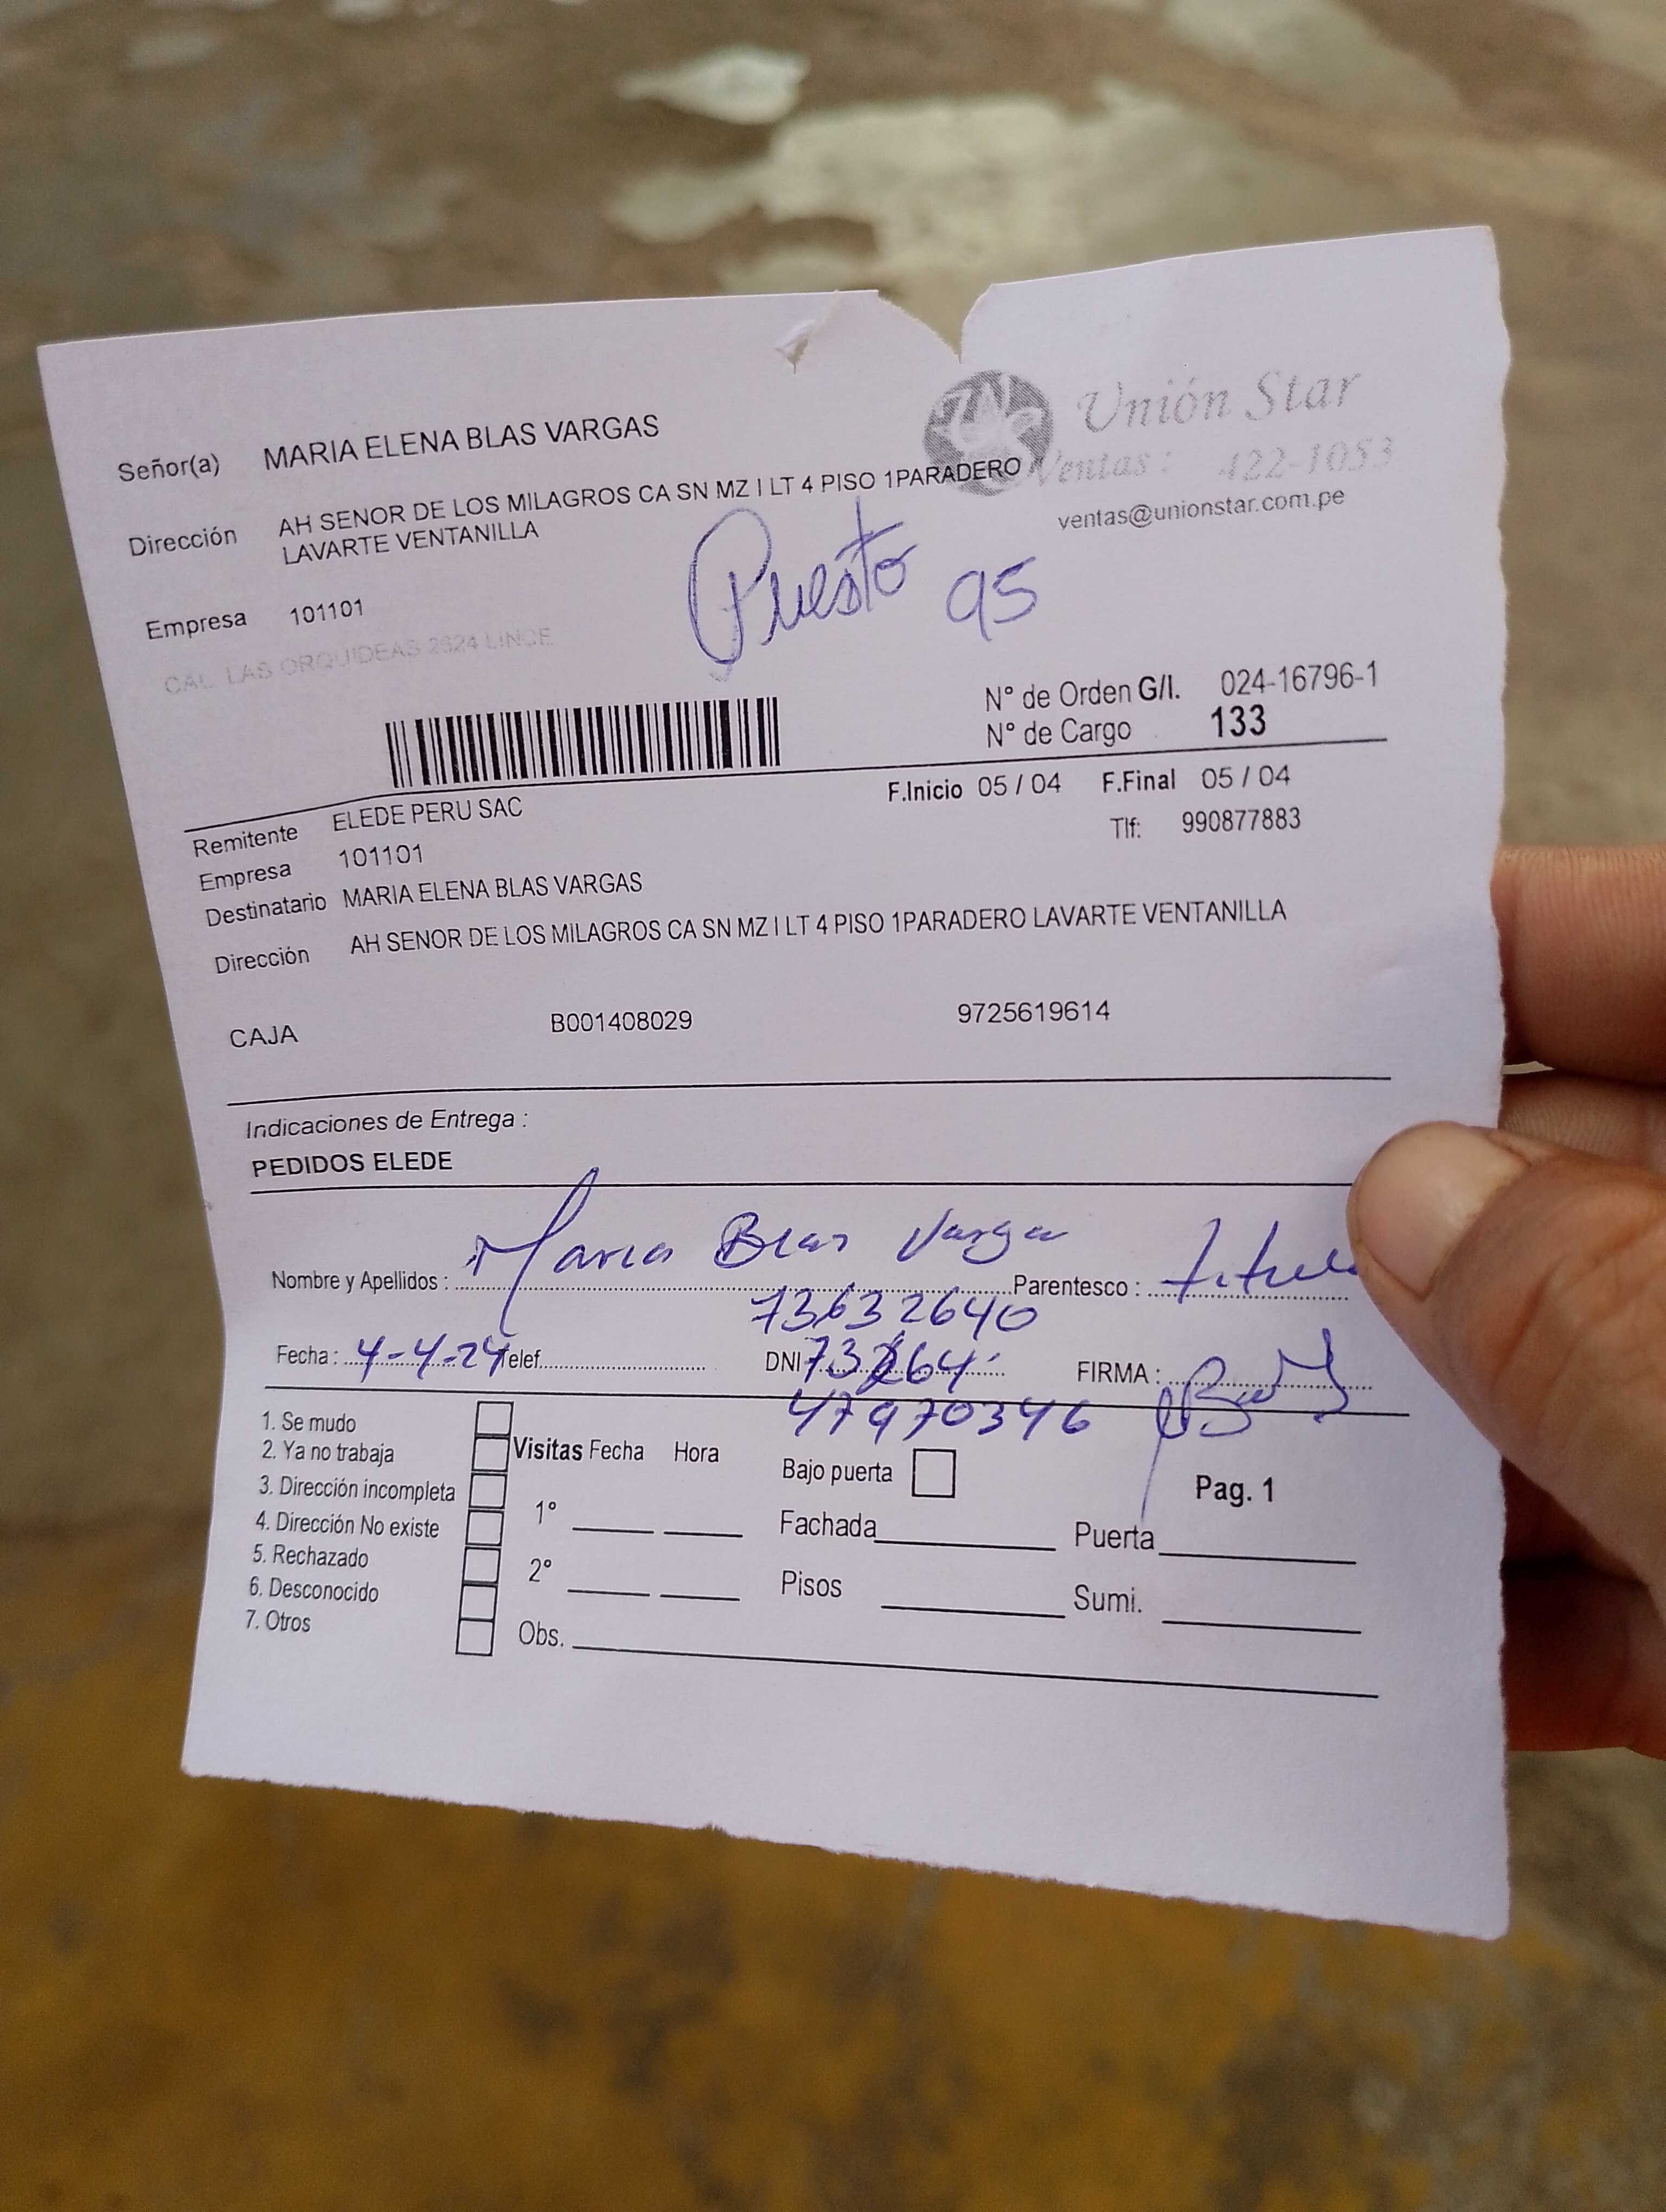 Unión Star
Ventas: 422-1053
ventas@unionstar.com.pe
Señor(a) MARIA ELENA BLAS VARGAS
Dirección AH SENOR DE LOS MILAGROS CA SN MZ I LT 4 PISO 1PARADERO
LAVARTE VENTANILLA
Puesto 95
Empresa 101101
CAL. LAS ORQUIDEAS 2624 LINCE
N° de Orden G/I. 024-16796-1
N° de Cargo 133
F.Inicio 05 / 04 F.Final 05 / 04
Remitente ELEDE PERU SAC
Tlf: 990877883
Empresa 101101
Destinatario MARIA ELENA BLAS VARGAS
Dirección AH SENOR DE LOS MILAGROS CA SN MZ I LT 4 PISO 1PARADERO LAVARTE VENTANILLA
CAJA B001408029 9725619614
Indicaciones de Entrega :
PEDIDOS ELEDE
Nombre y Apellidos : Maria Blas Varga Parentesco :
73632640
Fecha : 4-4-24 Telef. DNI FIRMA :
47970346
1. Se mudo
2. Ya no trabaja
3. Dirección incompleta
4. Dirección No existe
5. Rechazado
6. Desconocido
7. Otros
Visitas Fecha Hora
1°
2°
Obs.
Bajo puerta
Pag. 1
Fachada Puerta
Pisos Sumi.